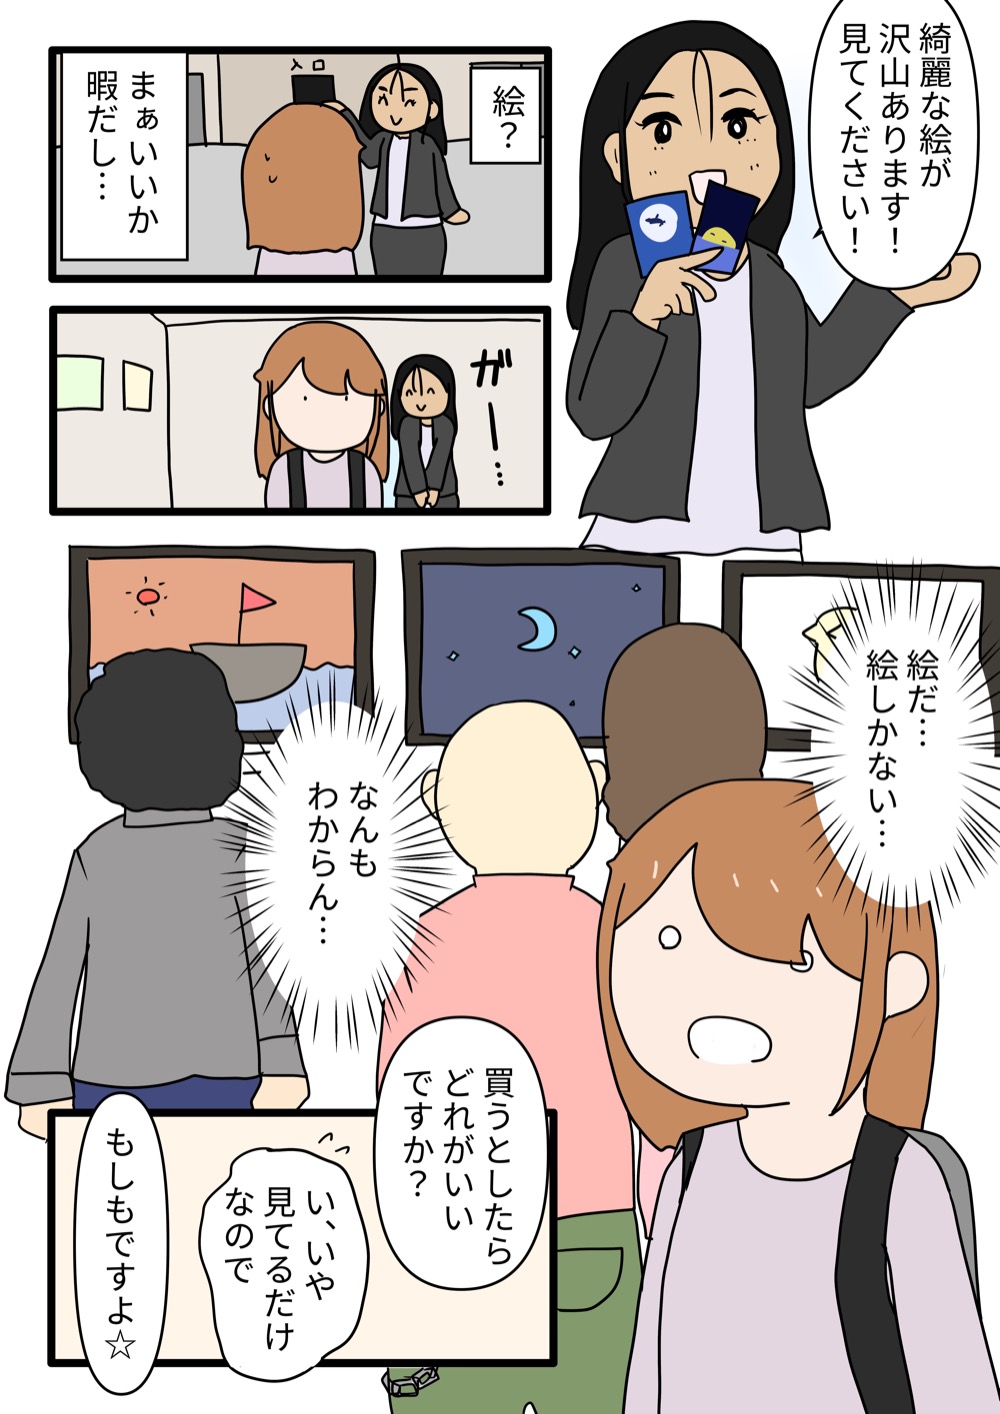 綺麗な絵が
沢山あります！
見てください！
絵？
入口
まぁいいか
暇だし…
ガー…
絵だ…
絵しかない…
なんも
わからん…
買うとしたら
どれがいい
ですか？
い、いや
見てるだけ
なので
もしもですよ☆